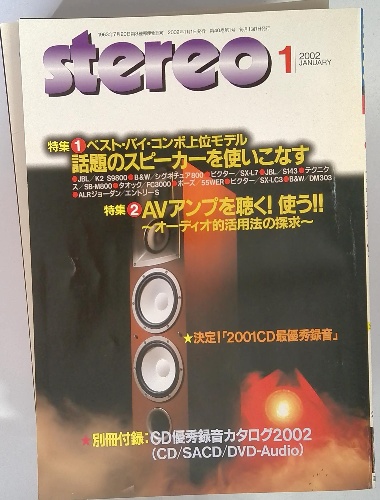 stereo
1
2002
JANUARY
特集1 ベスト・バイ・コンポ上位モデル
話題のスピーカーを使いこなす
●JBL／K2 S9800●B&W／シグネチュア800●ビクター／SX-L7●JBL／S143●テクニク
ス／SB-M800●タオック／FC3000●ボーズ／55WER●ビクター／SX-LC3●B&W／DM303
●ALRジョーダン／エントリーS
特集2 AVアンプを聴く！使う!!
〜オーディオ的活用法の探求〜
★決定！「2001CD最優秀録音」
★別冊付録：CD優秀録音カタログ2002
（CD/SACD/DVD-Audio）